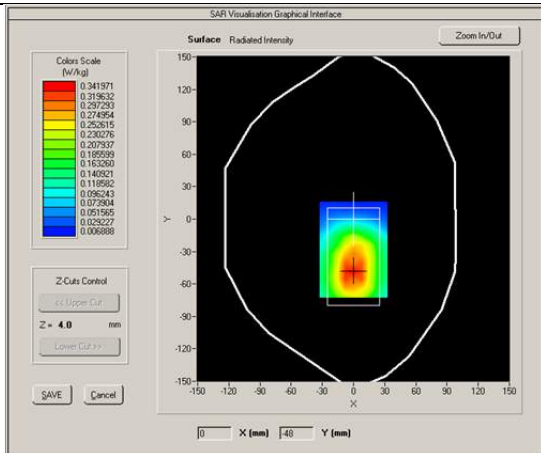 SAR Visualisation Graphical Interface
Surface Radiated Intensity
Zoom In/Out
Colors Scale
(W/kg)
0.341971
0.319632
0.297293
0.274954
0.252615
0.230276
0.207937
0.185599
0.163260
0.140921
0.118582
0.096243
0.073904
0.051565
0.029227
0.006888
Z-Cuts Control
<< Upper Cut
Z = 4.0 mm
Lower Cut >>
SAVE
Cancel
Y
150
120
90
60
30
0
-30
-60
-90
-120
-150
-150 -120 -90 -60 -30 0 30 60 90 120 150
X
0 X (mm) -48 Y (mm)